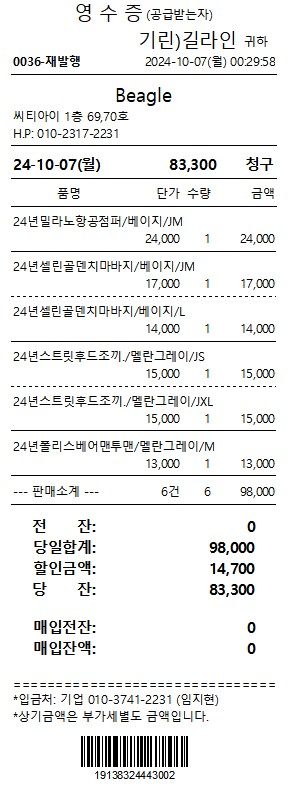 영 수 증 (공급받는자)
기린)길라인 귀하
0036-재발행 2024-10-07(월) 00:29:58
Beagle
씨티아이 1층 69,70호
H.P: 010-2317-2231
24-10-07(월) 83,300 청구
품명 단가 수량 금액
24년밀라노항공점퍼/베이지/JM
24,000 1 24,000
24년셀린골덴치마바지/베이지/JM
17,000 1 17,000
24년셀린골덴치마바지/베이지/L
14,000 1 14,000
24년스트릿후드조끼./멜란그레이/JS
15,000 1 15,000
24년스트릿후드조끼./멜란그레이/JXL
15,000 1 15,000
24년폴리스베어맨투맨/멜란그레이/M
13,000 1 13,000
--- 판매소계 --- 6건 6 98,000
전 잔: 0
당일합계: 98,000
할인금액: 14,700
당 잔: 83,300
매입전잔: 0
매입잔액: 0
================================
*입금처: 기업 010-3741-2231 (임지현)
*상기금액은 부가세별도 금액입니다.
19138324443002